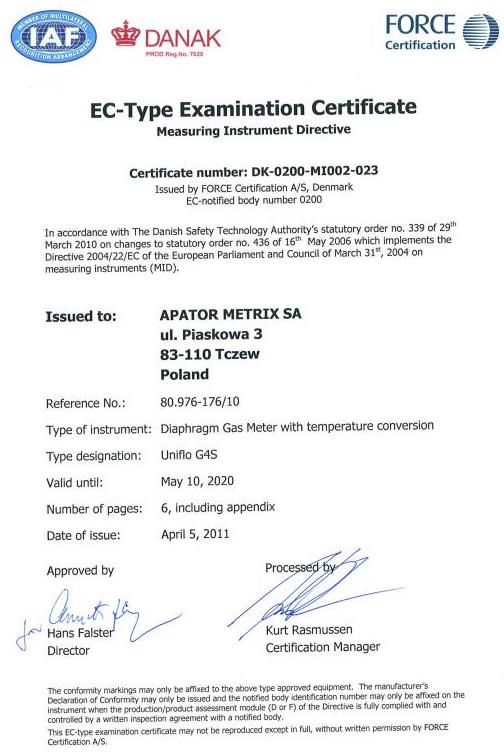 MEMBER OF MULTILATERAL
IAF
RECOGNITION ARRANGEMENT
DANAK
PROD Reg.No. 7025
FORCE
Certification
EC-Type Examination Certificate
Measuring Instrument Directive
Certificate number: DK-0200-MI002-023
Issued by FORCE Certification A/S, Denmark
EC-notified body number 0200
In accordance with The Danish Safety Technology Authority's statutory order no. 339 of 29th
March 2010 on changes to statutory order no. 436 of 16th May 2006 which implements the
Directive 2004/22/EC of the European Parliament and Council of March 31st, 2004 on
measuring instruments (MID).
Issued to: APATOR METRIX SA
ul. Piaskowa 3
83-110 Tczew
Poland
Reference No.: 80.976-176/10
Type of instrument: Diaphragm Gas Meter with temperature conversion
Type designation: Uniflo G4S
Valid until: May 10, 2020
Number of pages: 6, including appendix
Date of issue: April 5, 2011
Approved by Processed by
Hans Falster Kurt Rasmussen
Director Certification Manager
The conformity markings may only be affixed to the above type approved equipment. The manufacturer's
Declaration of Conformity may only be issued and the notified body identification number may only be affixed on the
instrument when the production/product assessment module (D or F) of the Directive is fully complied with and
controlled by a written inspection agreement with a notified body.
This EC-type examination certificate may not be reproduced except in full, without written permission by FORCE
Certification A/S.